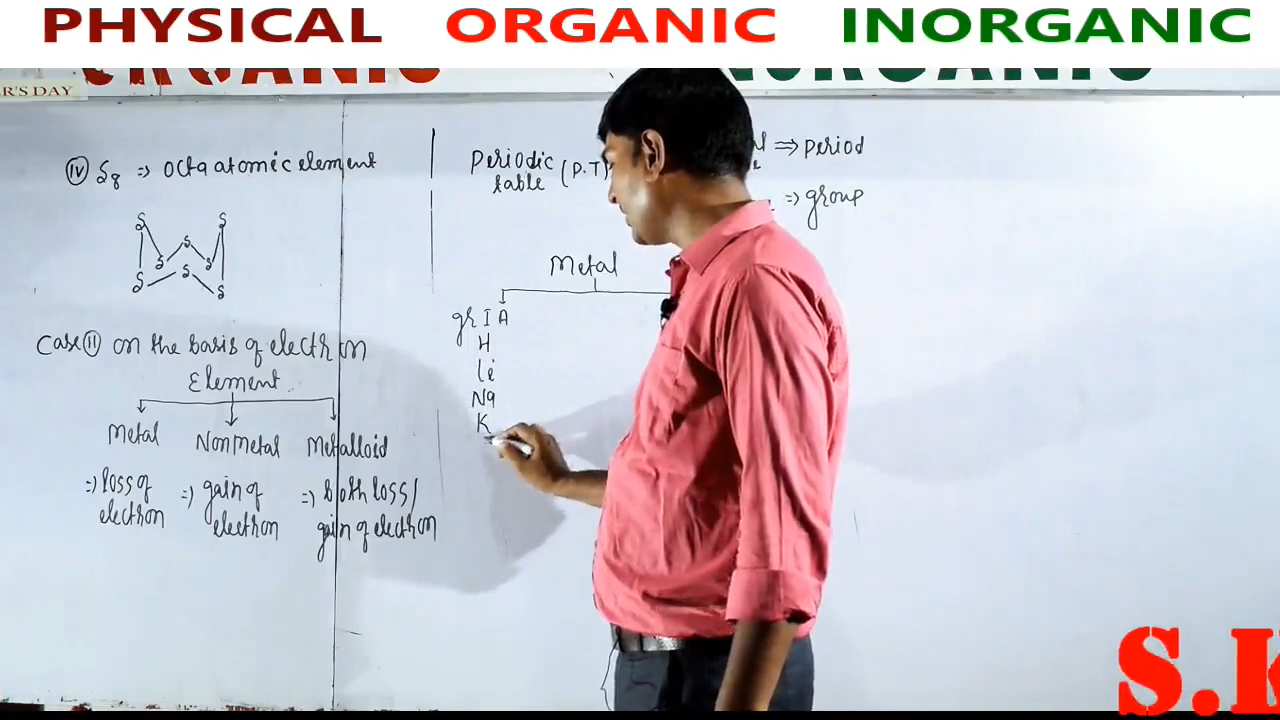 PHYSICAL ORGANIC INORGANIC
ORGANIC INORGANIC
R'S DAY
IV S8 => Octa atomic element
S S
S
S S
S S
S
Case II on the basis of electron
Element
Metal Nonmetal Metalloid
=> loss of electron
=> gain of electron
=> both loss/ gain of electron
Periodic table (P.T)
=> period
=> group
Metal
gr I A
H
Li
Na
K
S.K